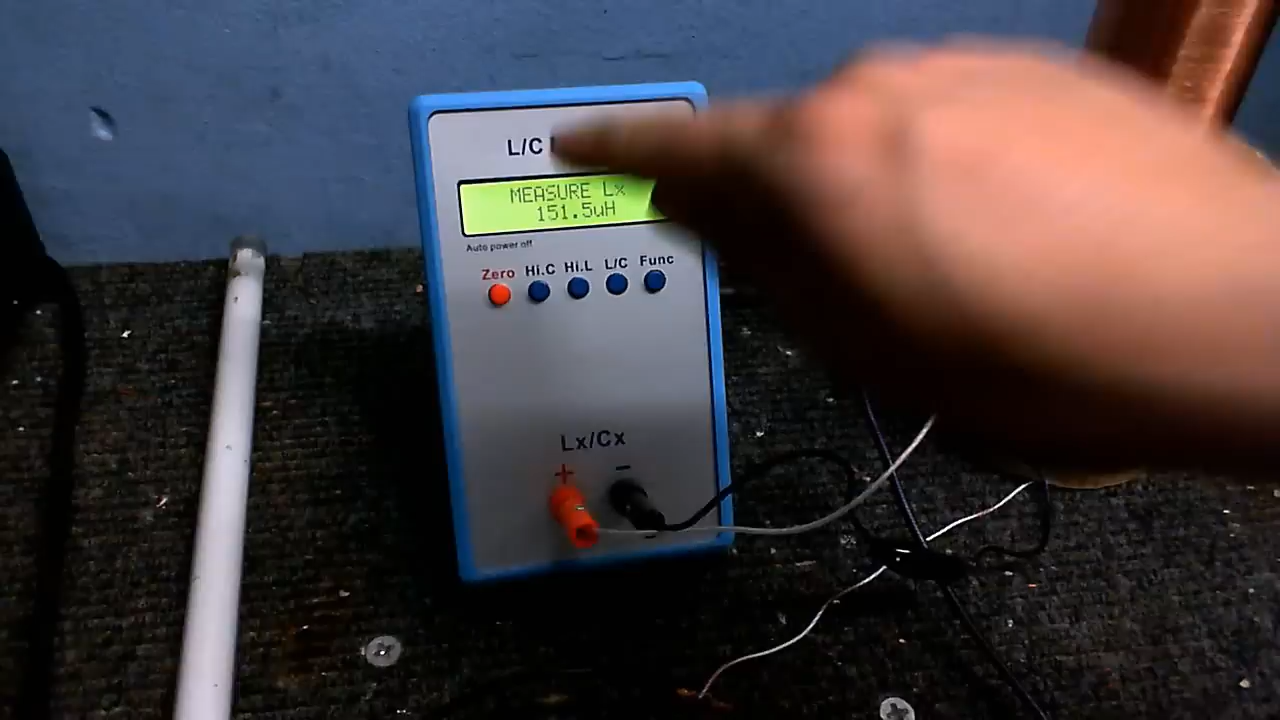 L/C
MEASURE Lx
151.5uH
Auto power off
Zero Hi.C Hi.L L/C Func
Lx/Cx
+ -